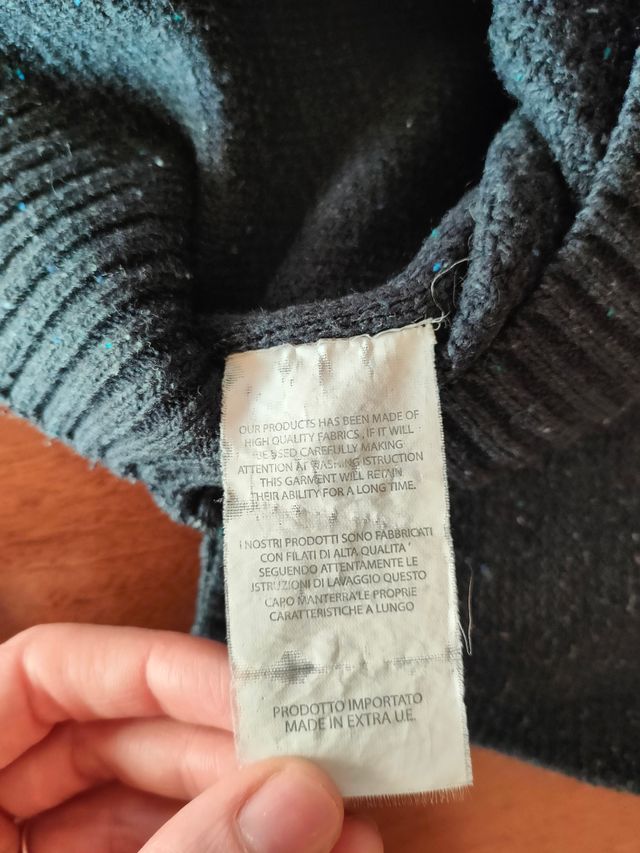 OUR PRODUCTS HAS BEEN MADE OF
HIGH QUALITY FABRICS , IF IT WILL
BE USED CAREFULLY MAKING
ATTENTION AT WASHING ISTRUCTION
THIS GARMENT WILL RETAIN
THEIR ABILITY FOR A LONG TIME.
I NOSTRI PRODOTTI SONO FABBRICATI
CON FILATI DI ALTA QUALITA '
SEGUENDO ATTENTAMENTE LE
ISTRUZIONI DI LAVAGGIO QUESTO
CAPO MANTERRA'LE PROPRIE
CARATTERISTICHE A LUNGO
PRODOTTO IMPORTATO
MADE IN EXTRA U.E.